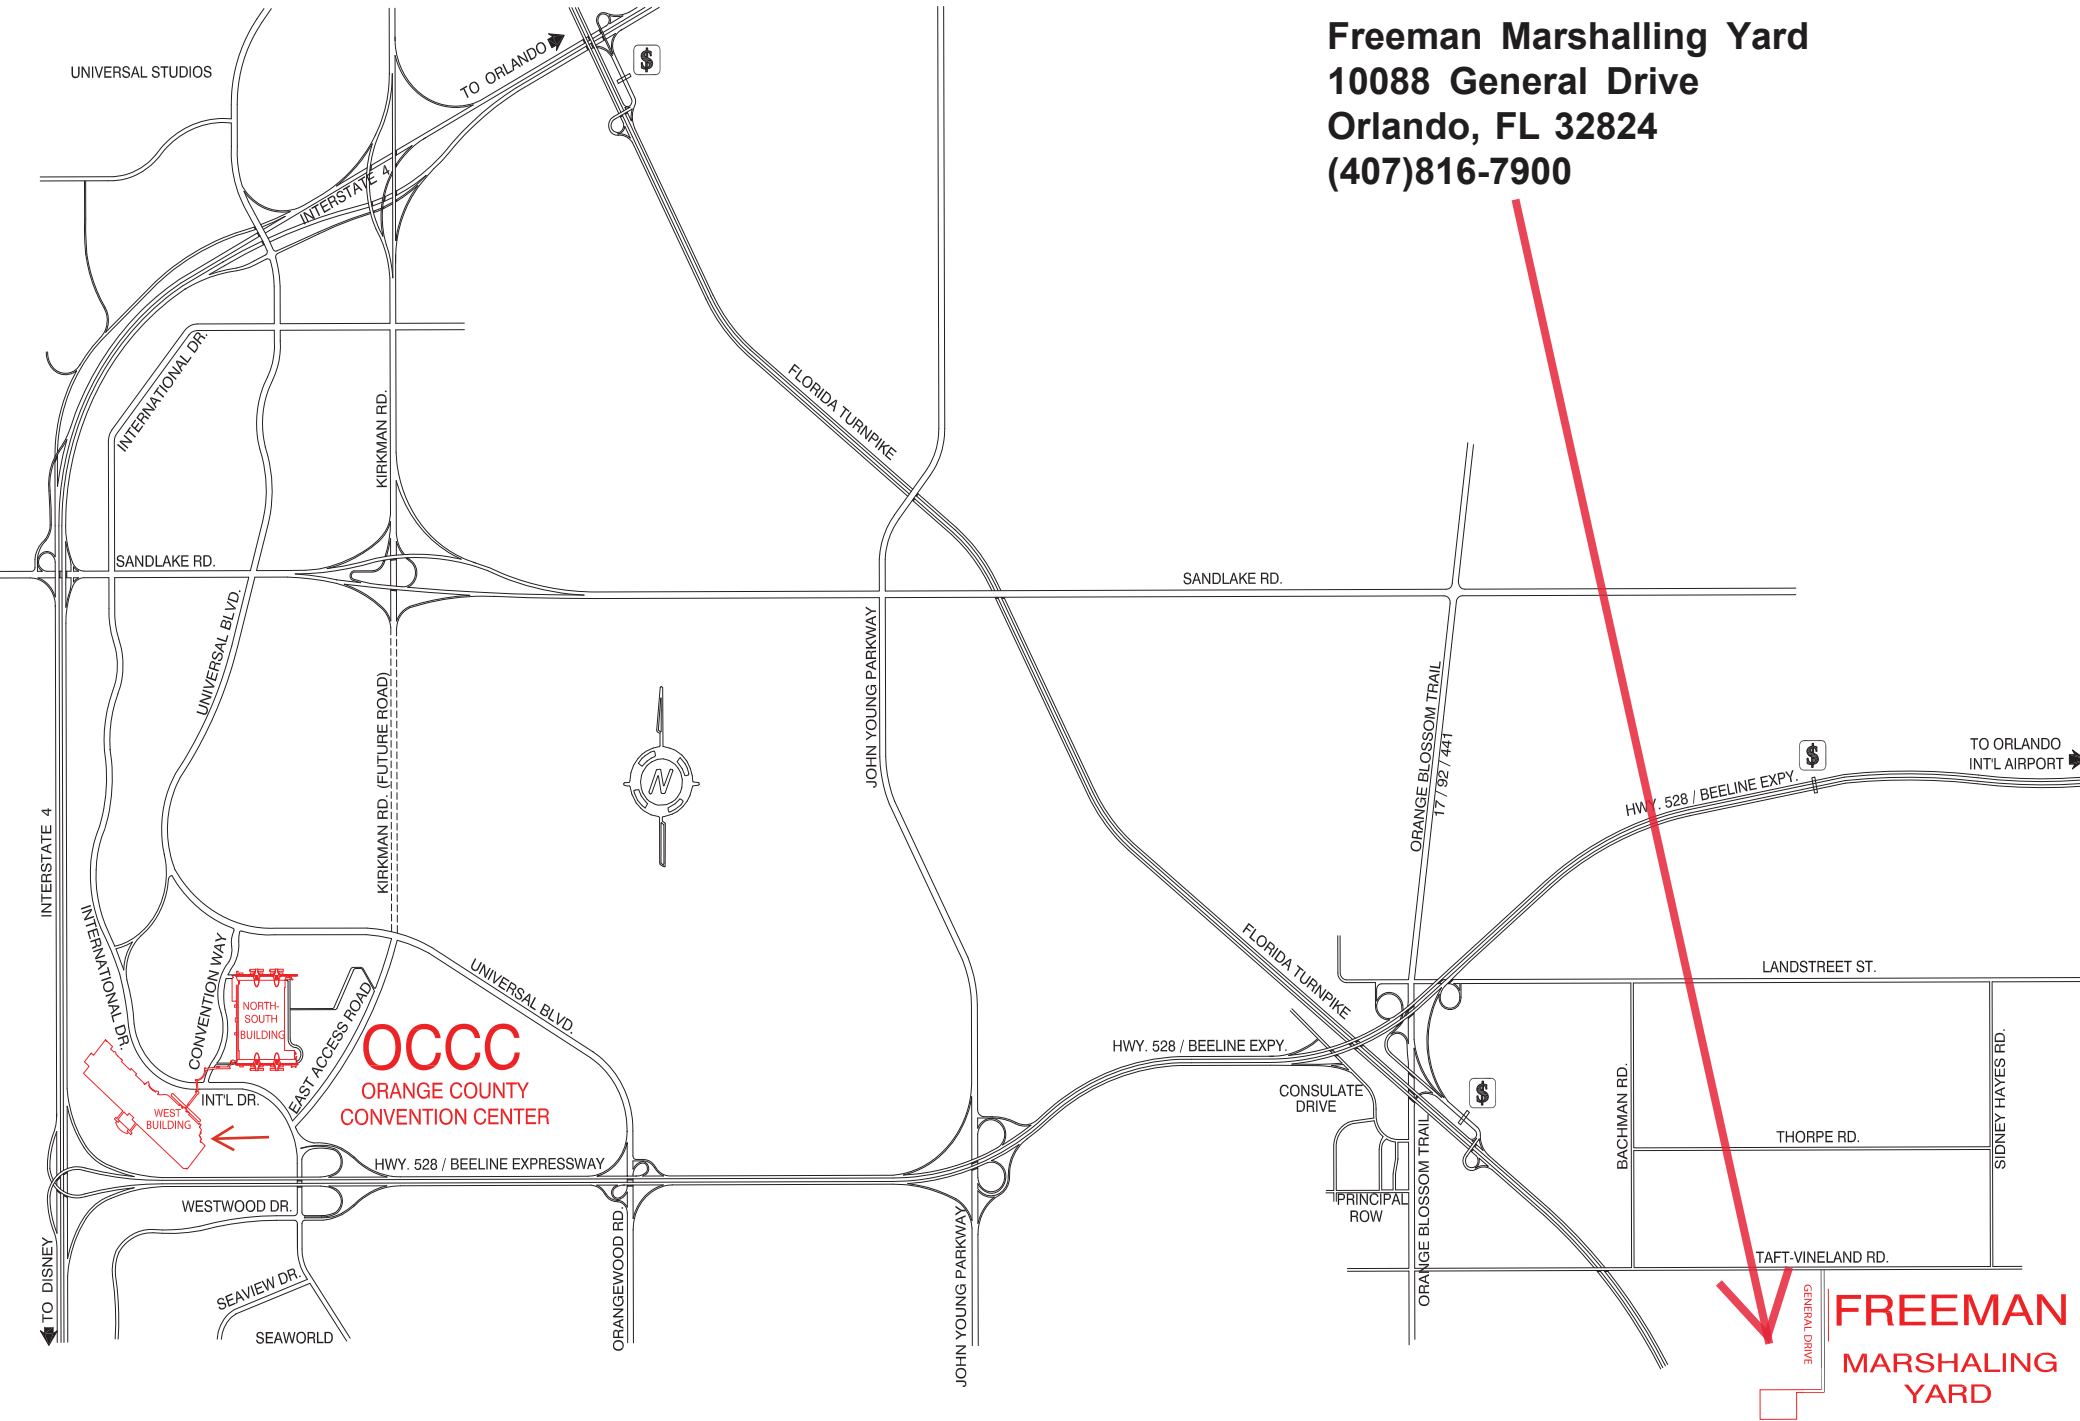 Freeman Marshalling Yard
10088 General Drive
Orlando, FL 32824
(407)816-7900
UNIVERSAL STUDIOS
TO ORLANDO
$
INTERSTATE 4
INTERNATIONAL DR.
KIRKMAN RD.
FLORIDA TURNPIKE
SANDLAKE RD.
SANDLAKE RD.
UNIVERSAL BLVD.
JOHN YOUNG PARKWAY
KIRKMAN RD. (FUTURE ROAD)
N
ORANGE BLOSSOM TRAIL
17 / 92 / 441
$
TO ORLANDO
INT'L AIRPORT
HWY. 528 / BEELINE EXPY.
INTERSTATE 4
INTERNATIONAL DR.
CONVENTION WAY
UNIVERSAL BLVD.
FLORIDA TURNPIKE
LANDSTREET ST.
NORTH-
SOUTH
BUILDING
EAST ACCESS ROAD
OCCC
ORANGE COUNTY
CONVENTION CENTER
HWY. 528 / BEELINE EXPY.
CONSULATE
DRIVE
$
BACHMAN RD.
SIDNEY HAYES RD.
INT'L DR.
WEST
BUILDING
THORPE RD.
HWY. 528 / BEELINE EXPRESSWAY
WESTWOOD DR.
PRINCIPAL
ROW
ORANGE BLOSSOM TRAIL
ORANGEWOOD RD.
JOHN YOUNG PARKWAY
TO DISNEY
SEAVIEW DR.
SEAWORLD
TAFT-VINELAND RD.
GENERAL DRIVE
FREEMAN
MARSHALING
YARD